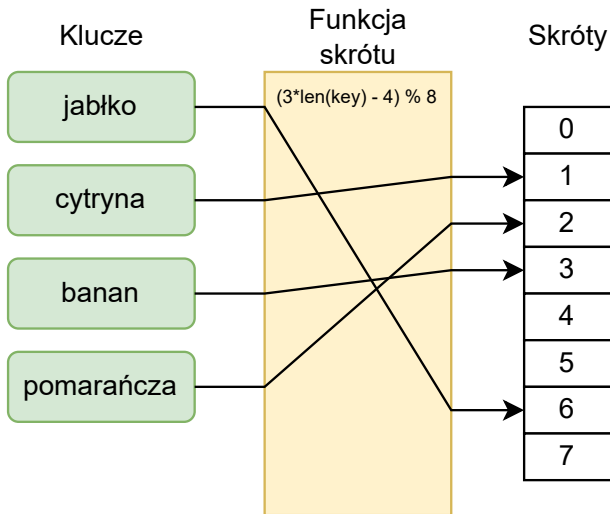 Klucze
Funkcja
skrótu
Skróty
jabłko
(3*len(key) - 4) % 8
0
cytryna
1
2
banan
3
4
pomarańcza
5
6
7